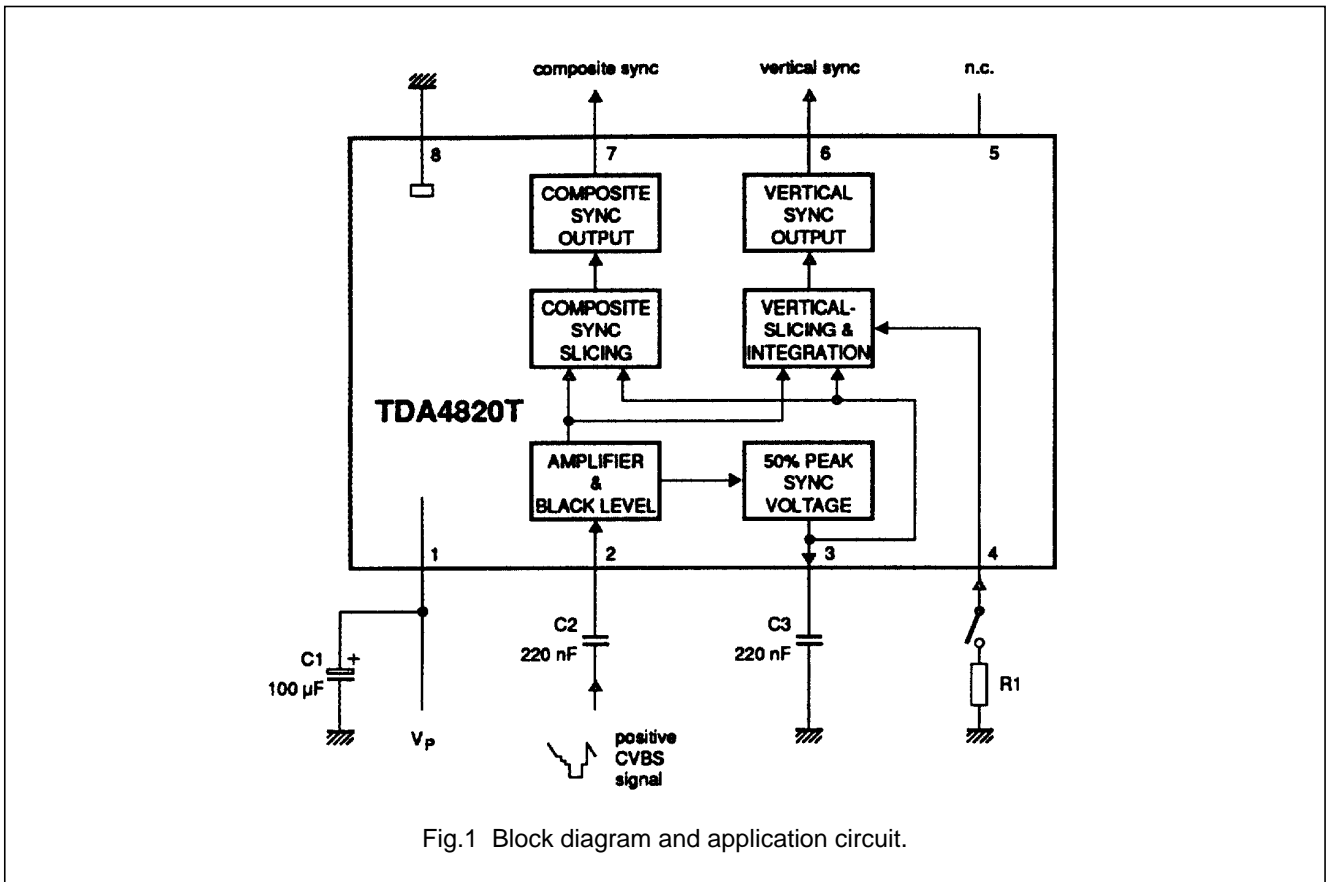 composite sync
vertical sync
n.c.
8
7
6
5
COMPOSITE
SYNC
OUTPUT
VERTICAL
SYNC
OUTPUT
COMPOSITE
SYNC
SLICING
VERTICAL-
SLICING &
INTEGRATION
TDA4820T
AMPLIFIER
&
BLACK LEVEL
50% PEAK
SYNC
VOLTAGE
1
2
3
4
C1
+
100 µF
VP
C2
220 nF
C3
220 nF
R1
positive
CVBS
signal
Fig.1 Block diagram and application circuit.